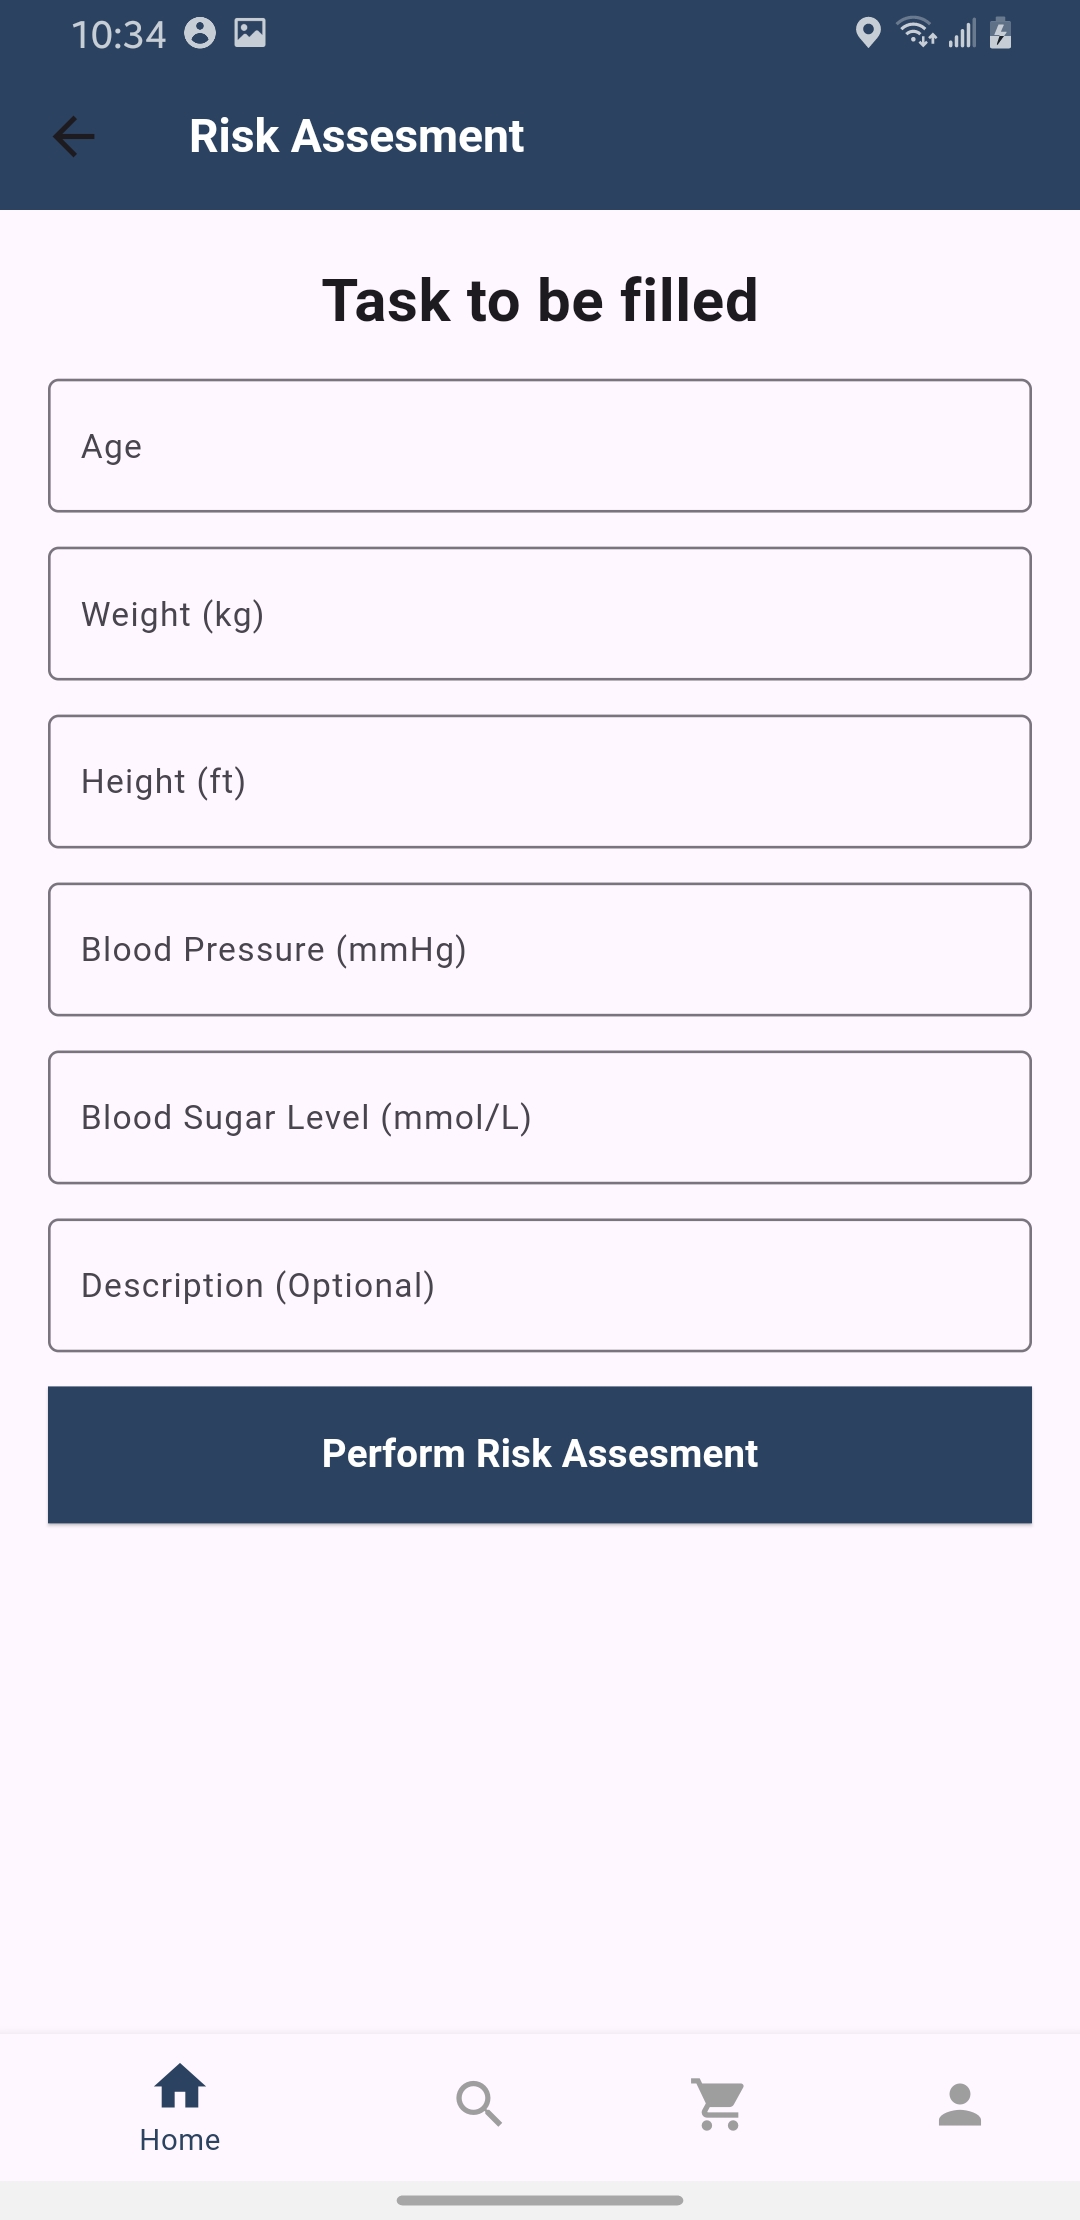 10:34
Risk Assesment
Task to be filled
Age
Weight (kg)
Height (ft)
Blood Pressure (mmHg)
Blood Sugar Level (mmol/L)
Description (Optional)
Perform Risk Assesment
Home